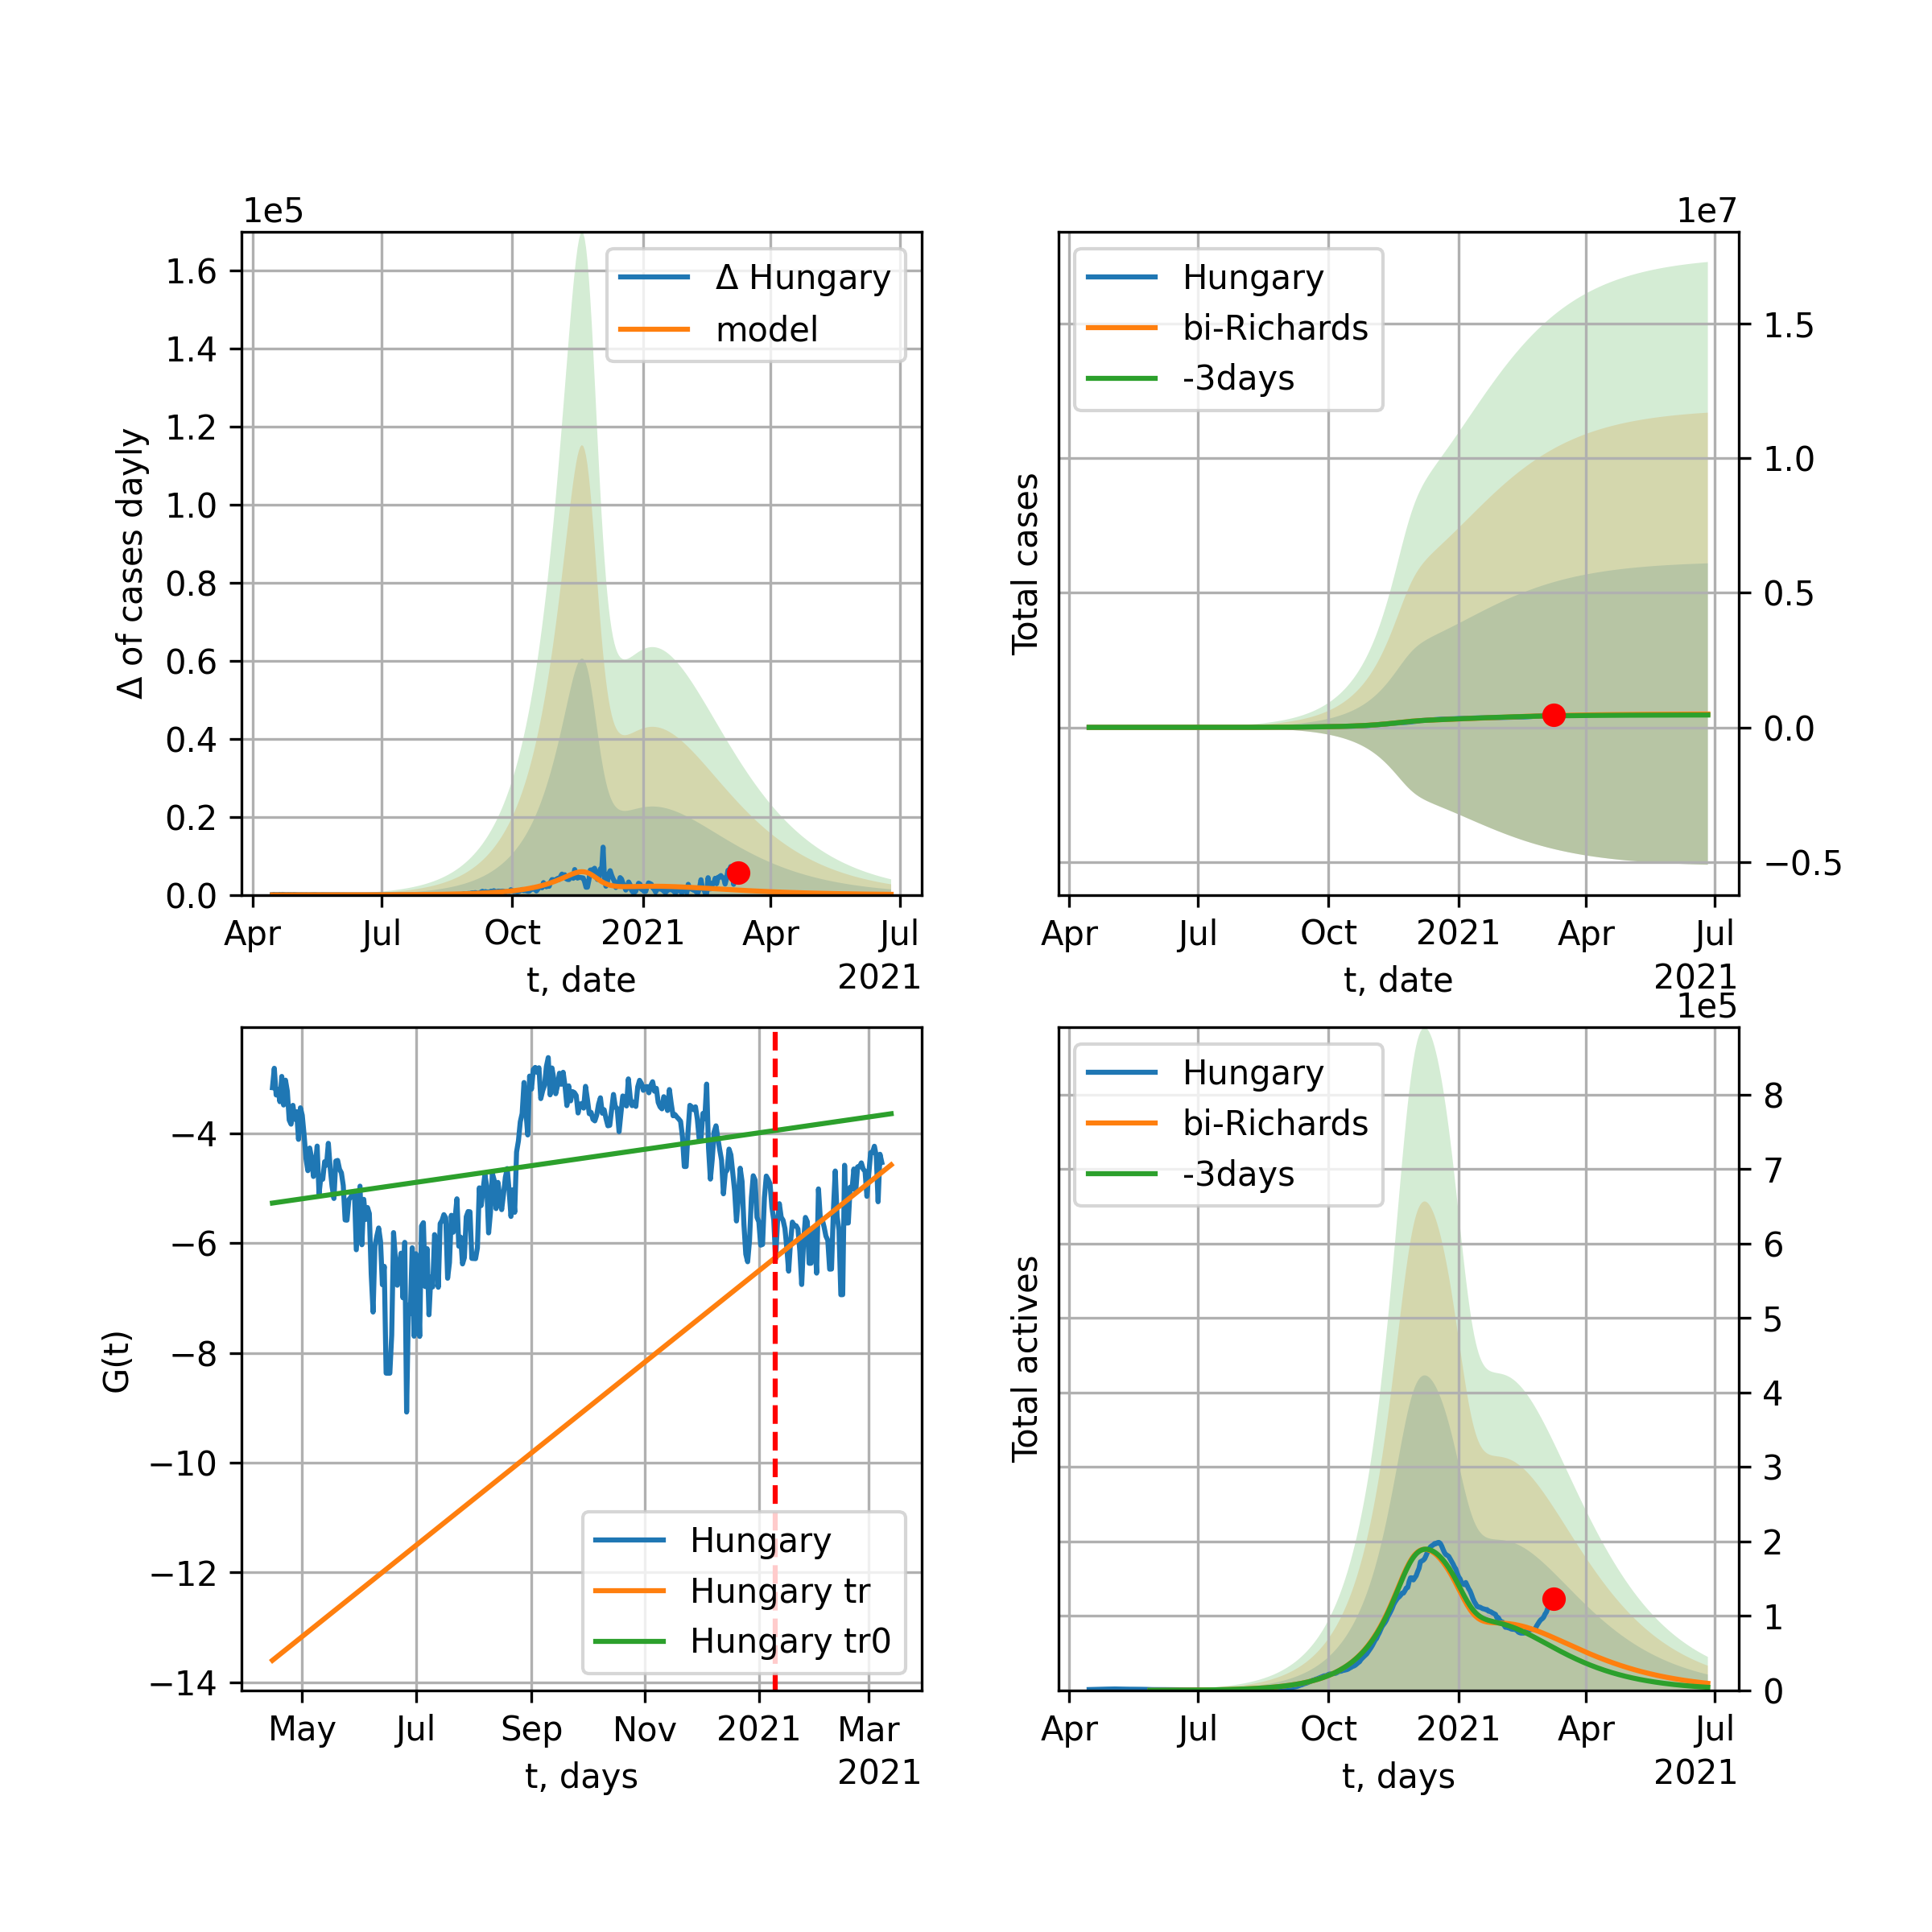 1e5
Δ Hungary
model
1.6
1.4
1.2
1.0
0.8
0.6
0.4
0.2
0.0
Δ of cases dayly
Apr
Jul
Oct
2021
Apr
Jul
t, date
2021
1e7
Hungary
bi-Richards
-3days
1.5
1.0
0.5
0.0
−0.5
Total cases
Apr
Jul
Oct
2021
Apr
Jul
t, date
2021
−4
−6
−8
−10
−12
−14
G(t)
Hungary
Hungary tr
Hungary tr0
May
Jul
Sep
Nov
2021
Mar
t, days
2021
1e5
Hungary
bi-Richards
-3days
8
7
6
5
4
3
2
1
0
Total actives
Apr
Jul
Oct
2021
Apr
Jul
t, days
2021